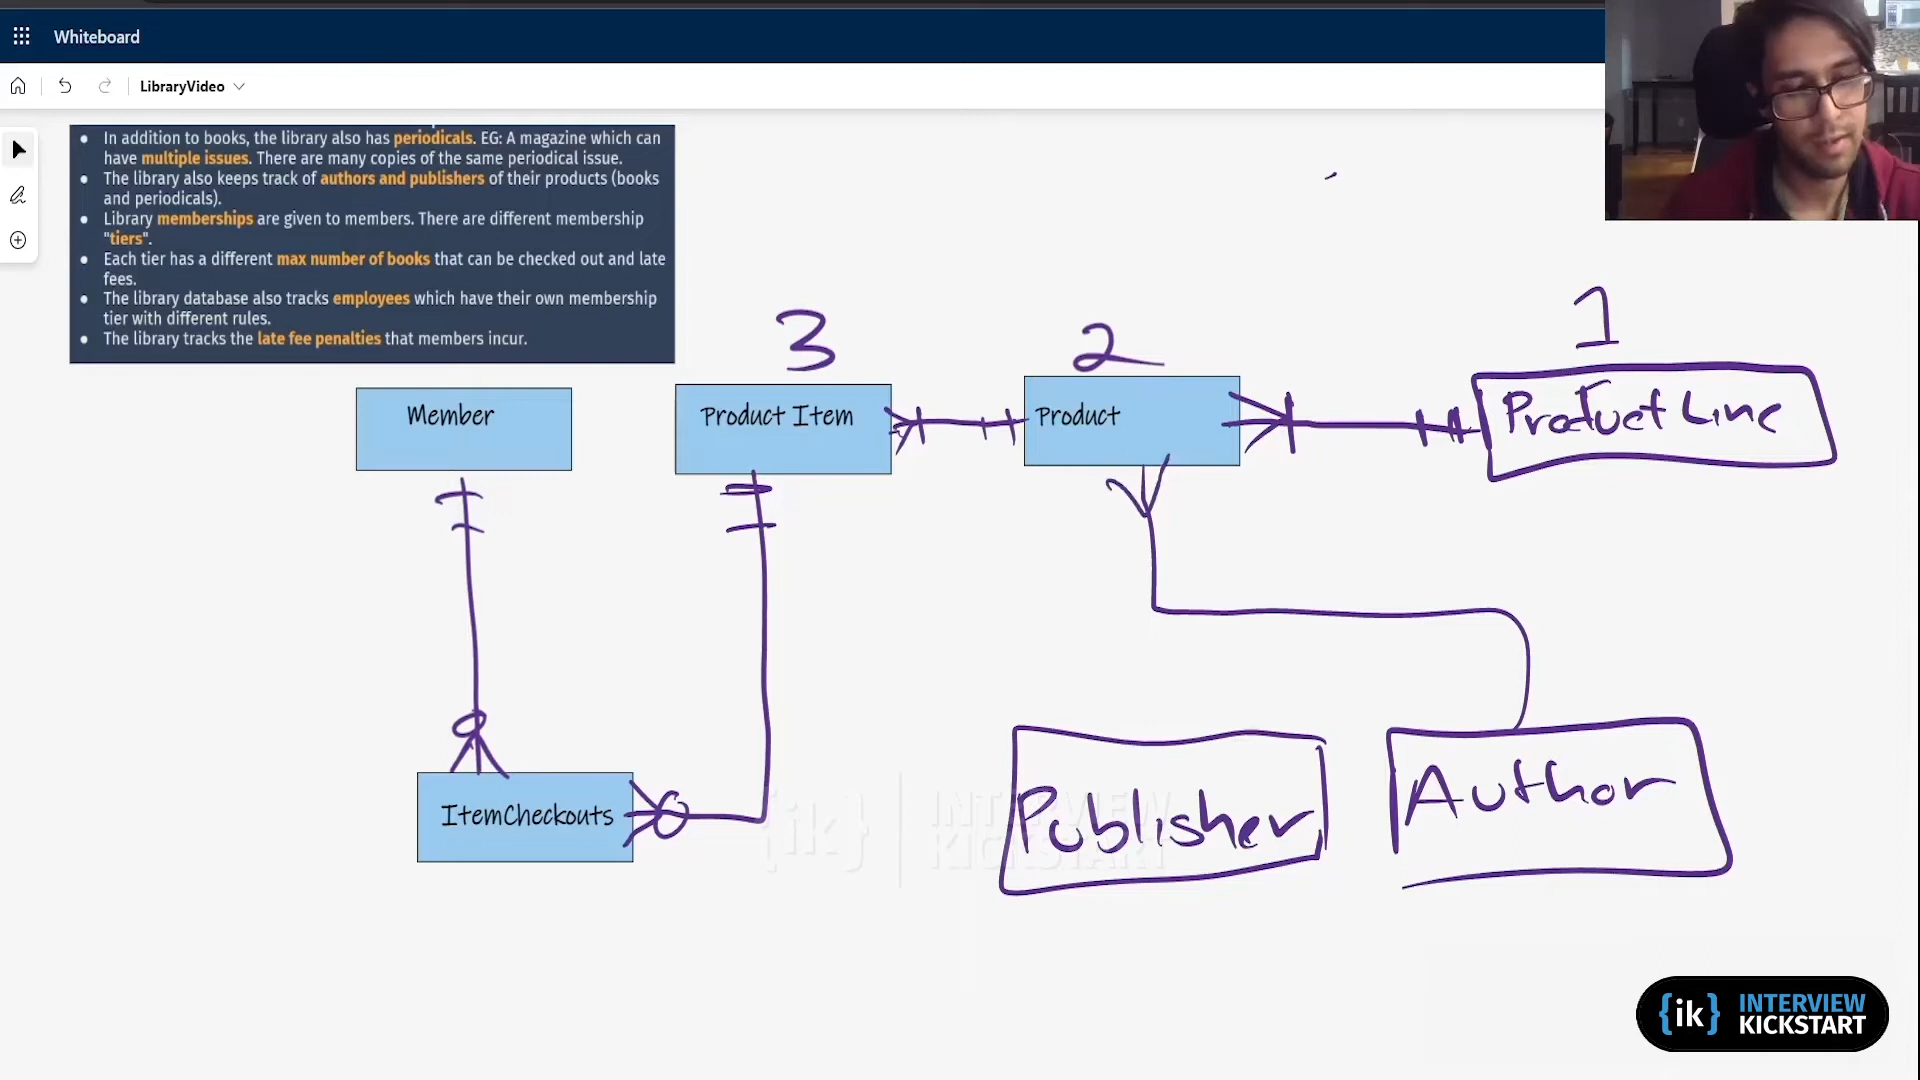 Whiteboard
LibraryVideo
In addition to books, the library also has periodicals. EG: A magazine which can
have multiple issues. There are many copies of the same periodical issue.
The library also keeps track of authors and publishers of their products (books
and periodicals).
Library memberships are given to members. There are different membership
"tiers".
Each tier has a different max number of books that can be checked out and late
fees.
The library database also tracks employees which have their own membership
tier with different rules.
The library tracks the late fee penalties that members incur.
3
2
1
Member
Product Item
Product
Product Line
ItemCheckouts
Publisher
Author
{ik} INTERVIEW
KICKSTART
{ik} INTERVIEW
KICKSTART